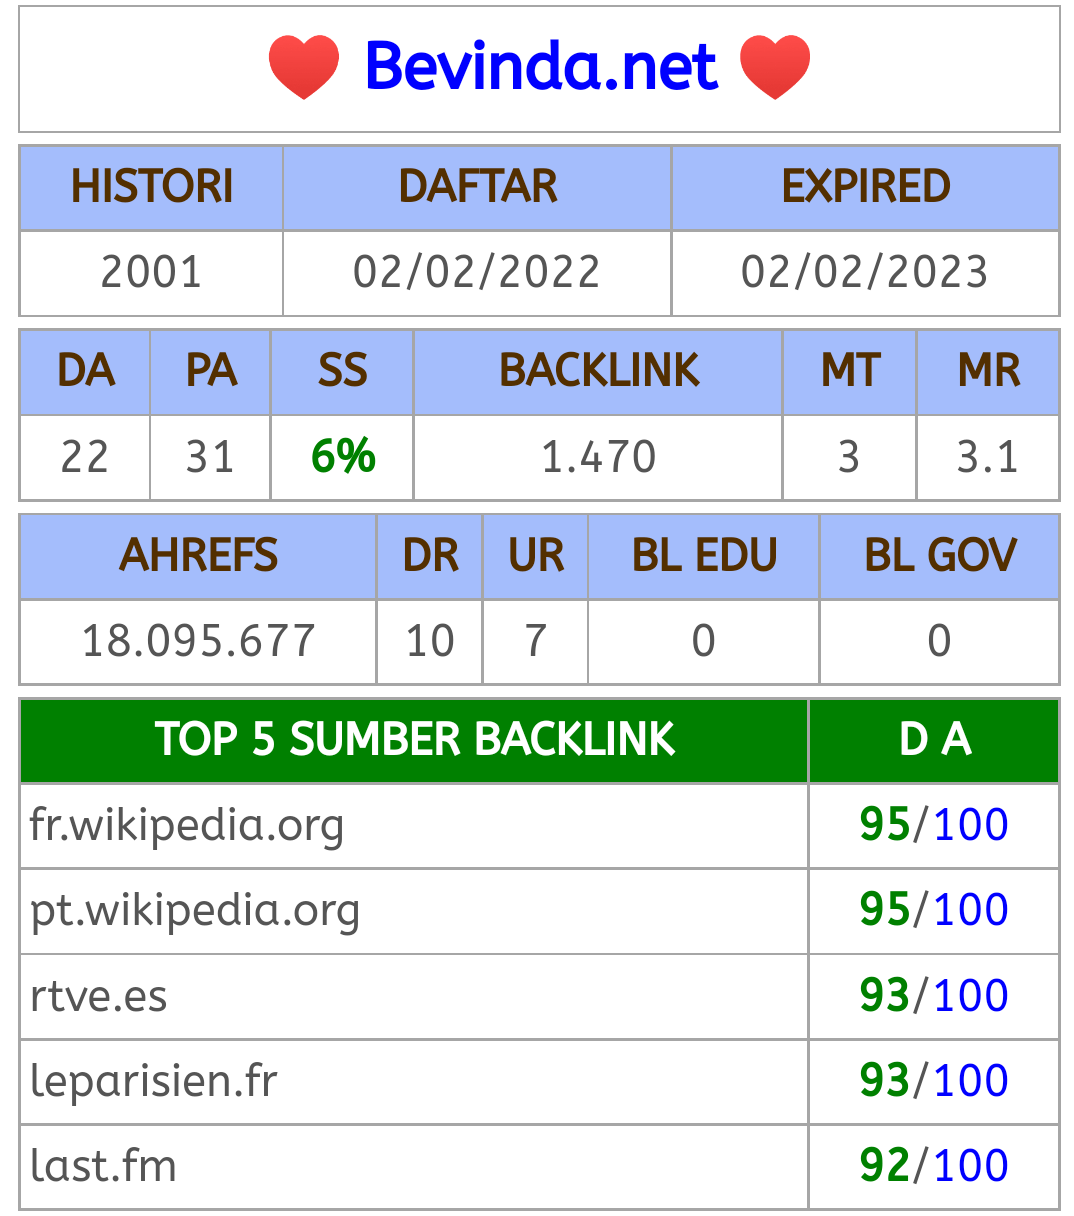 Bevinda.net
HISTORI DAFTAR EXPIRED
2001 02/02/2022 02/02/2023
DA PA SS BACKLINK MT MR
22 31 6% 1.470 3 3.1
AHREFS DR UR BL EDU BL GOV
18.095.677 10 7 0 0
TOP 5 SUMBER BACKLINK D A
fr.wikipedia.org 95/100
pt.wikipedia.org 95/100
rtve.es 93/100
leparisien.fr 93/100
last.fm 92/100